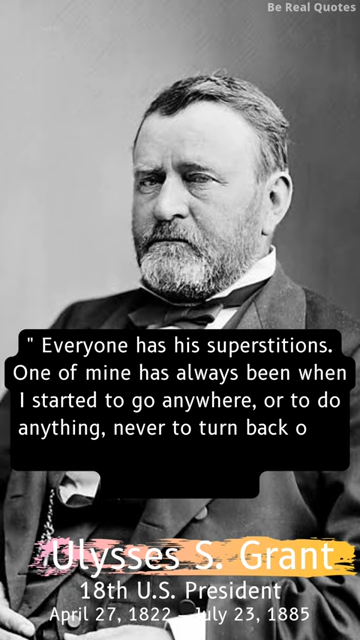 Be Real Quotes
" Everyone has his superstitions.
One of mine has always been when
I started to go anywhere, or to do
anything, never to turn back o
Ulysses S. Grant
18th U.S. President
April 27, 1822 - July 23, 1885